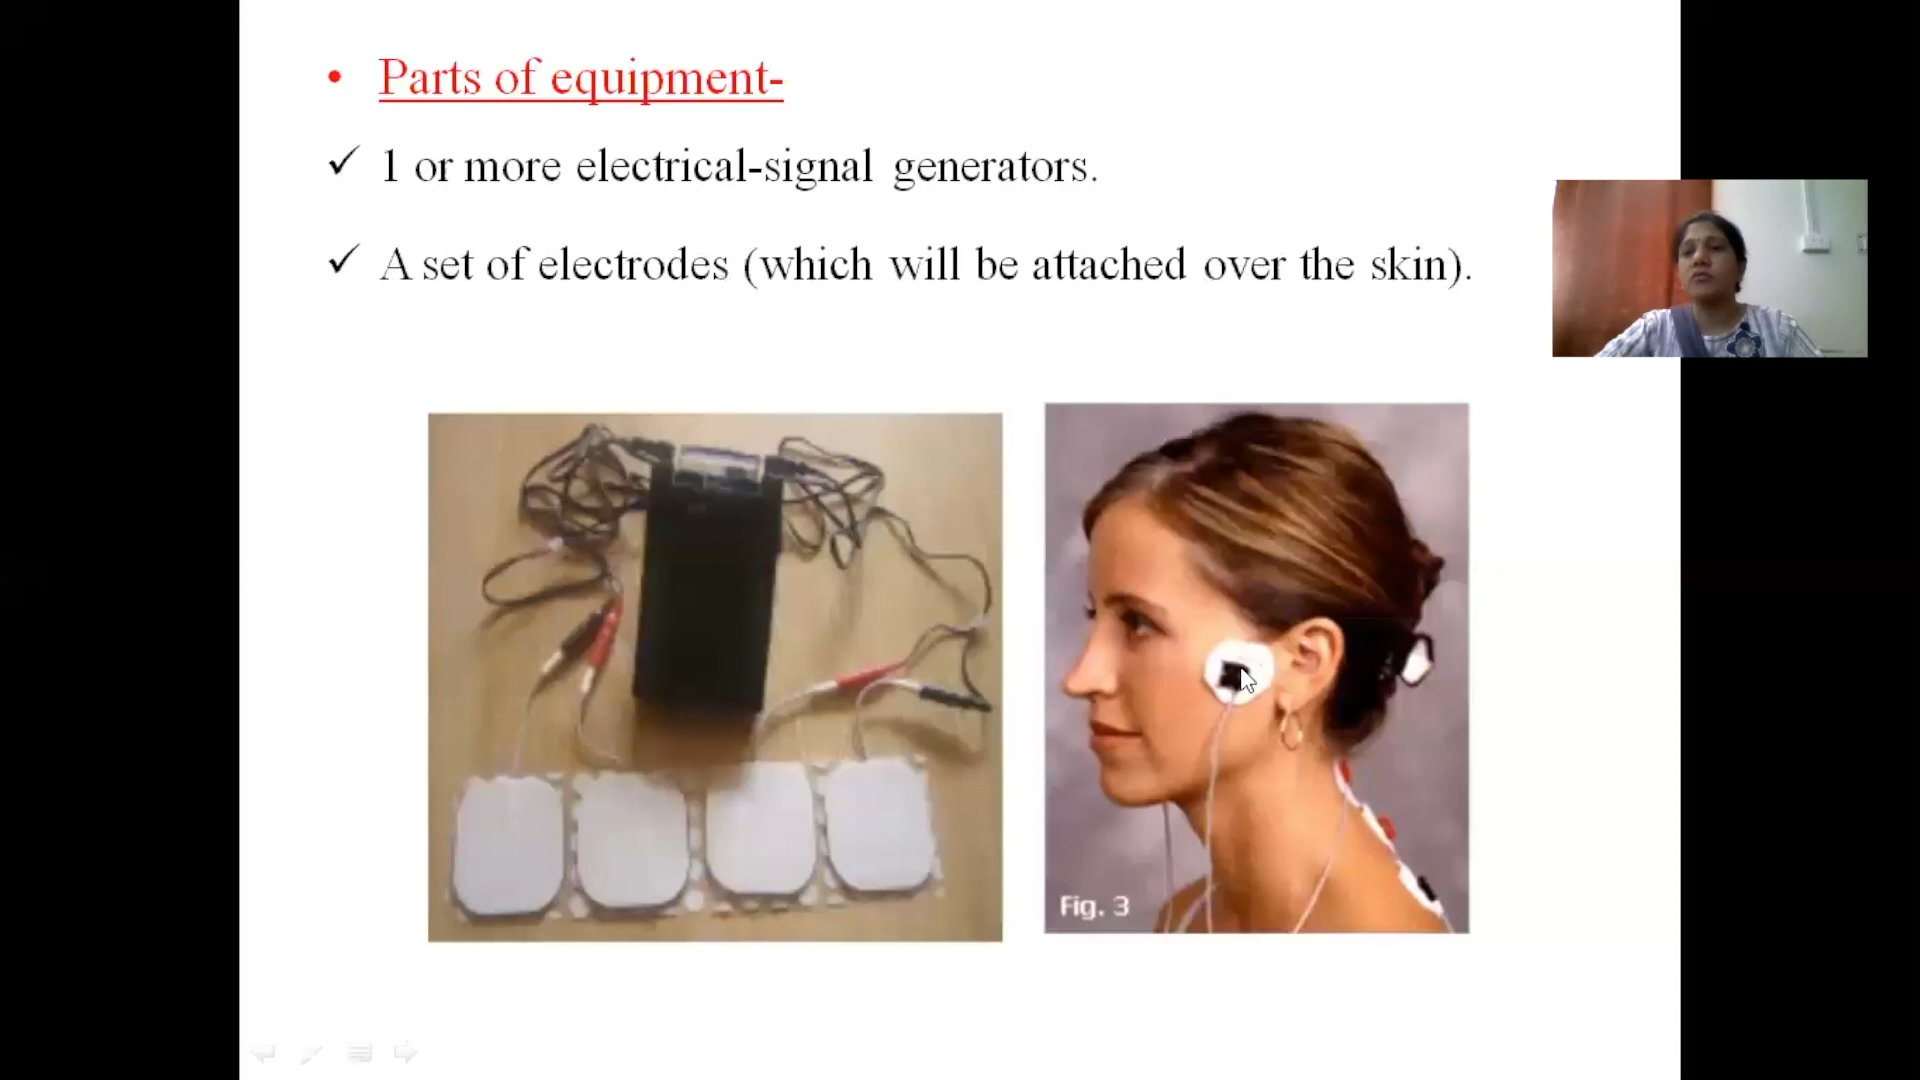 • Parts of equipment-
✓ 1 or more electrical-signal generators.
✓ A set of electrodes (which will be attached over the skin).
Fig. 3